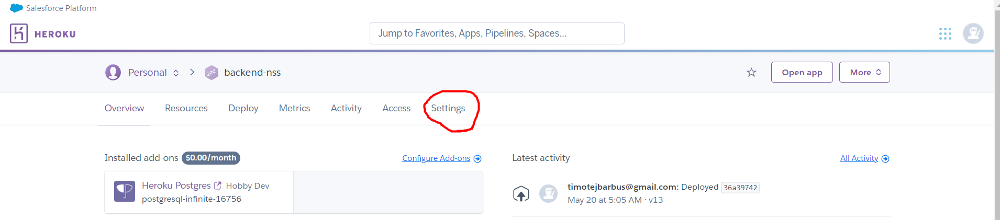 Salesforce Platform
HEROKU
Jump to Favorites, Apps, Pipelines, Spaces...
Personal
zzz
backend-nss
Open app
More
Overview Resources Deploy Metrics Activity Access Settings
Installed add-ons $0.00/month
Configure Add-ons
Heroku Postgres Hobby Dev
postgresql-infinite-16756
Latest activity
All Activity
timotejbarbus@gmail.com: Deployed 36a39742
May 20 at 5:05 AM · v13